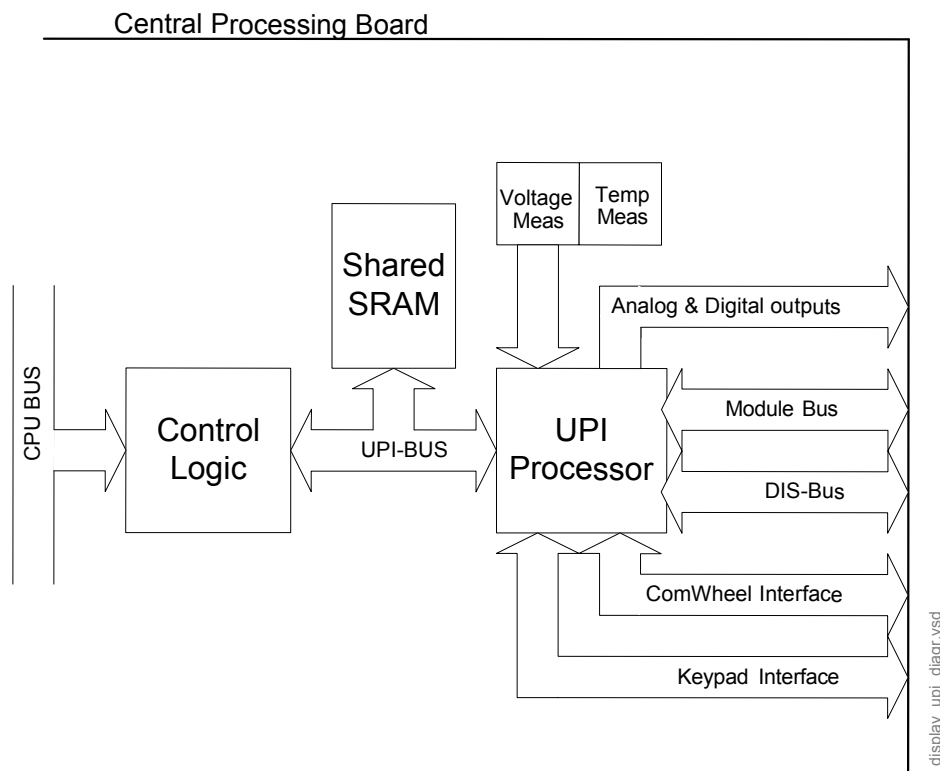 Central Processing Board
Voltage
Meas
Temp
Meas
Shared
SRAM
Analog & Digital outputs
CPU BUS
Control
Logic
UPI-BUS
UPI
Processor
Module Bus
DIS-Bus
ComWheel Interface
Keypad Interface
display_upi_diagr.vsd